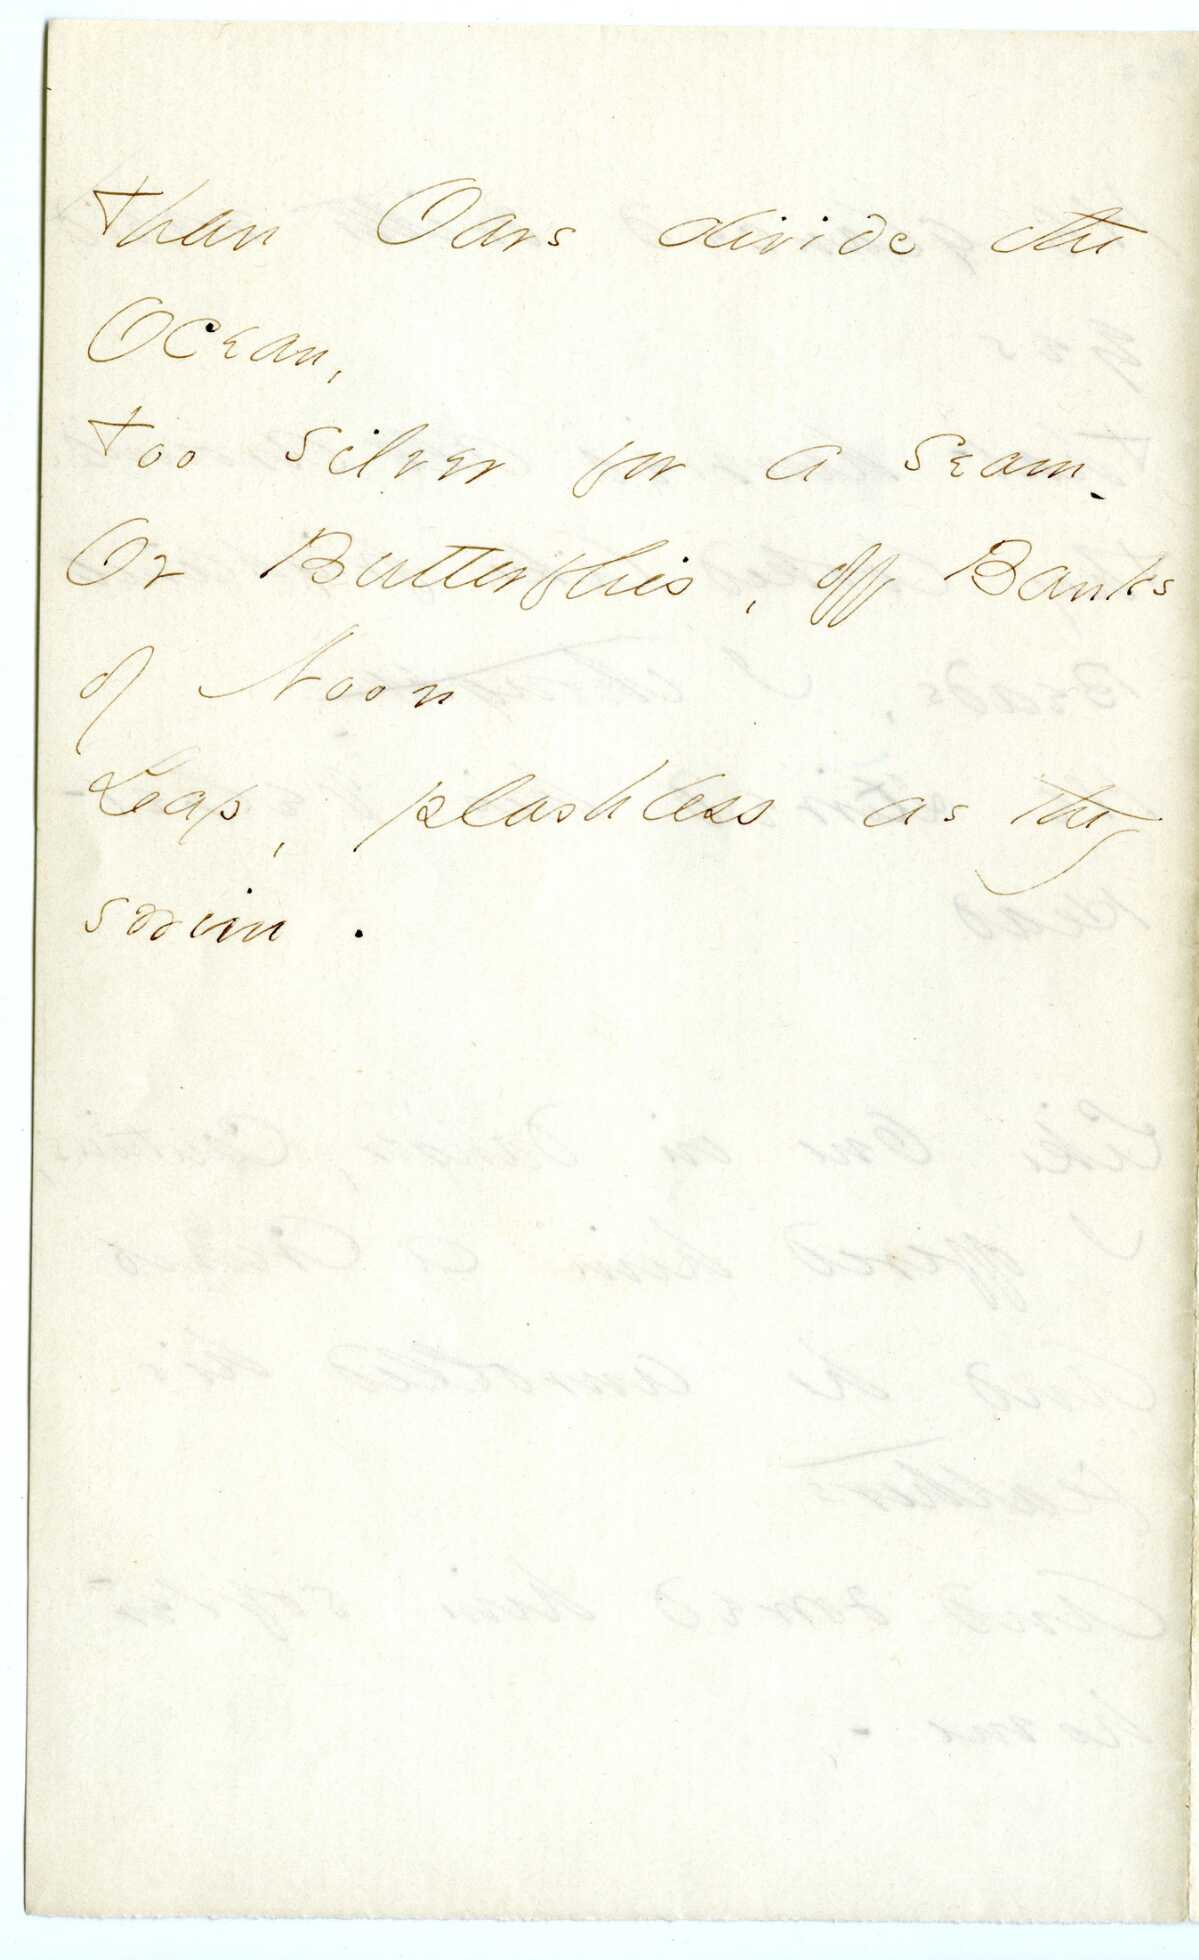 than Oars divide the
Ocean,
too silver for a seam.
Or Butterflies, off Banks
of Noon
Leap, plashless as they
swim.